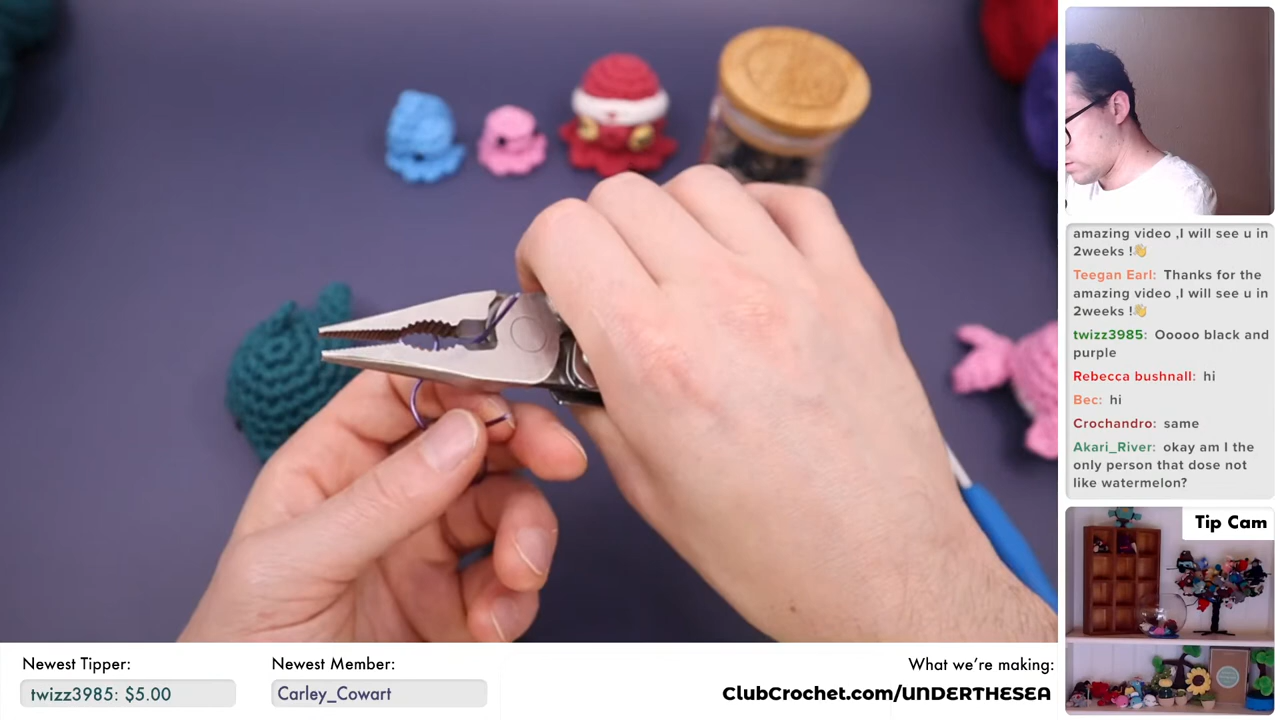 amazing video ,I will see u in
2weeks !👋
Teegan Earl: Thanks for the
amazing video ,I will see u in
2weeks !👋
twizz3985: Ooooo black and
purple
Rebecca bushnall: hi
Bec: hi
Crochandro: same
Akari_River: okay am I the
only person that dose not
like watermelon?
Tip Cam
Newest Tipper:
twizz3985: $5.00
Newest Member:
Carley_Cowart
What we're making:
ClubCrochet.com/UNDERTHESEA